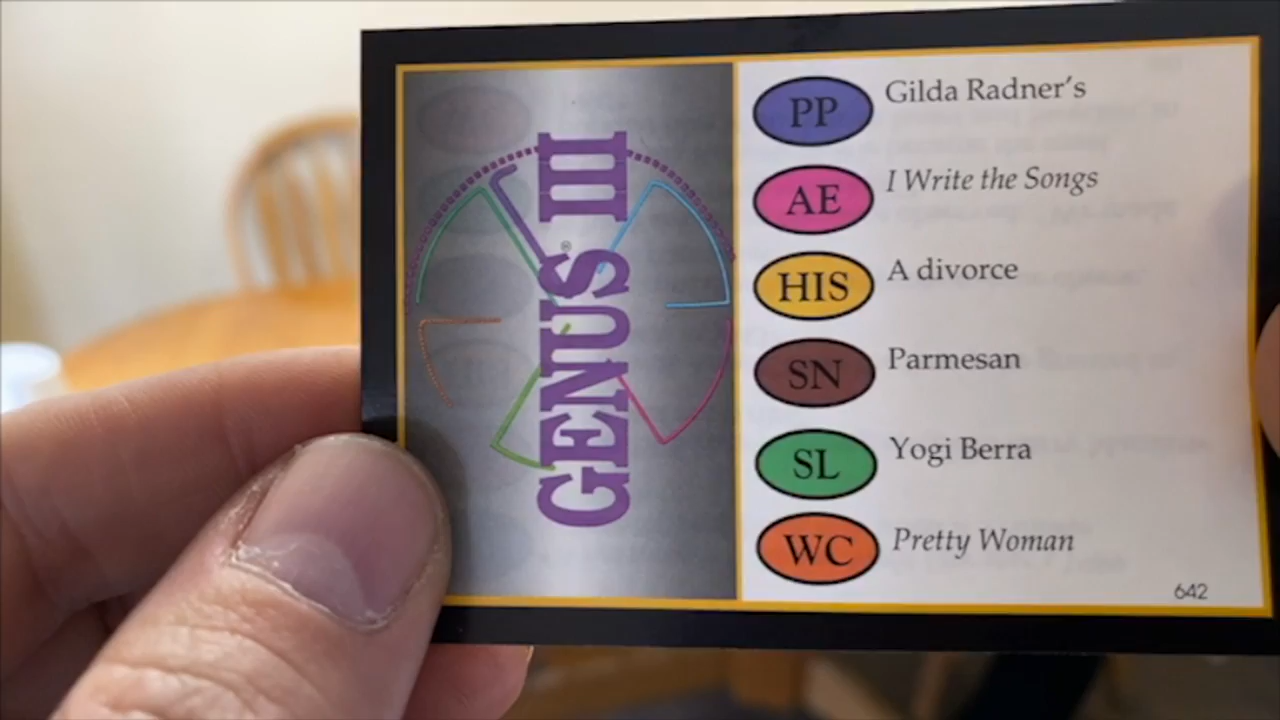 GENUS® III
PP Gilda Radner's
AE I Write the Songs
HIS A divorce
SN Parmesan
SL Yogi Berra
WC Pretty Woman
642